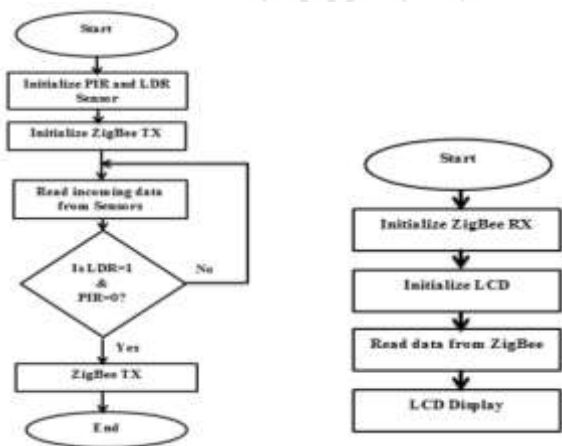 Start
Initialize PIR and LDR
Sensor
Initialize ZigBee TX
Read incoming data
from Sensors
Is LDR=1
&
PIR=0?
No
Yes
ZigBee TX
End
Start
Initialize ZigBee RX
Initialize LCD
Read data from ZigBee
LCD Display